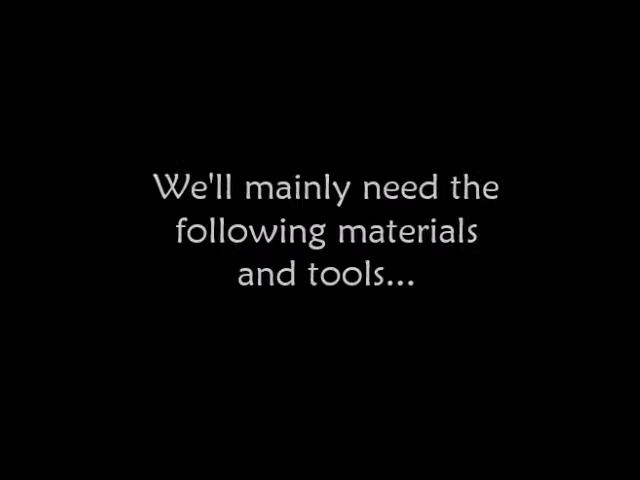 We'll mainly need the
following materials
and tools...